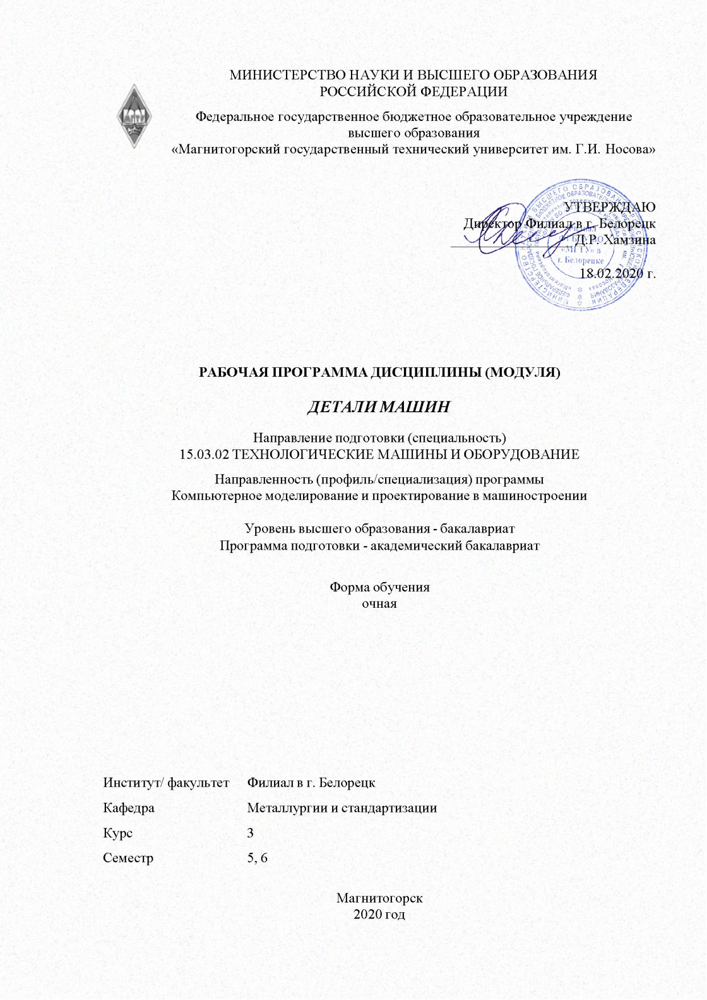 МИНИСТЕРСТВО НАУКИ И ВЫСШЕГО ОБРАЗОВАНИЯ
РОССИЙСКОЙ ФЕДЕРАЦИИ
МГТУ
Федеральное государственное бюджетное образовательное учреждение
высшего образования
«Магнитогорский государственный технический университет им. Г.И. Носова»
УТВЕРЖДАЮ
Директор Филиал в г. Белорецк
Д.Р. Хамзина
«МГТУ» в
г. Белорецке
18.02.2020 г.
РАБОЧАЯ ПРОГРАММА ДИСЦИПЛИНЫ (МОДУЛЯ)
ДЕТАЛИ МАШИН
Направление подготовки (специальность)
15.03.02 ТЕХНОЛОГИЧЕСКИЕ МАШИНЫ И ОБОРУДОВАНИЕ
Направленность (профиль/специализация) программы
Компьютерное моделирование и проектирование в машиностроении
Уровень высшего образования - бакалавриат
Программа подготовки - академический бакалавриат
Форма обучения
очная
Институт/ факультет Филиал в г. Белорецк
Кафедра Металлургии и стандартизации
Курс 3
Семестр 5, 6
Магнитогорск
2020 год